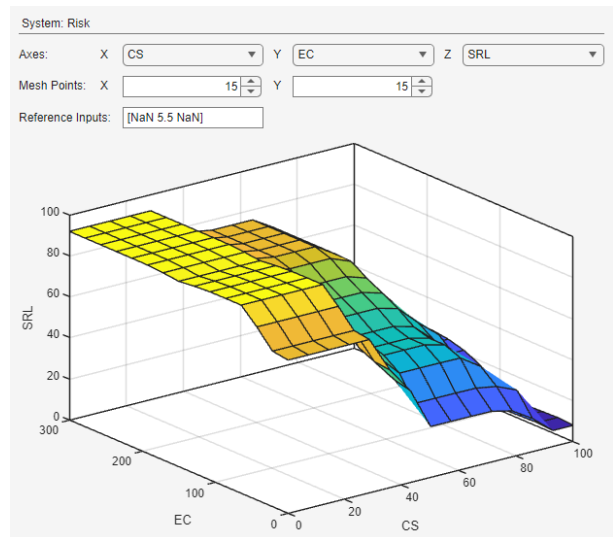 System: Risk
Axes: X CS Y EC Z SRL
Mesh Points: X 15 Y 15
Reference Inputs: [NaN 5.5 NaN]
100
80
60
40
20
0
SRL
300
200
100
0
EC
0
20
40
60
80
100
CS